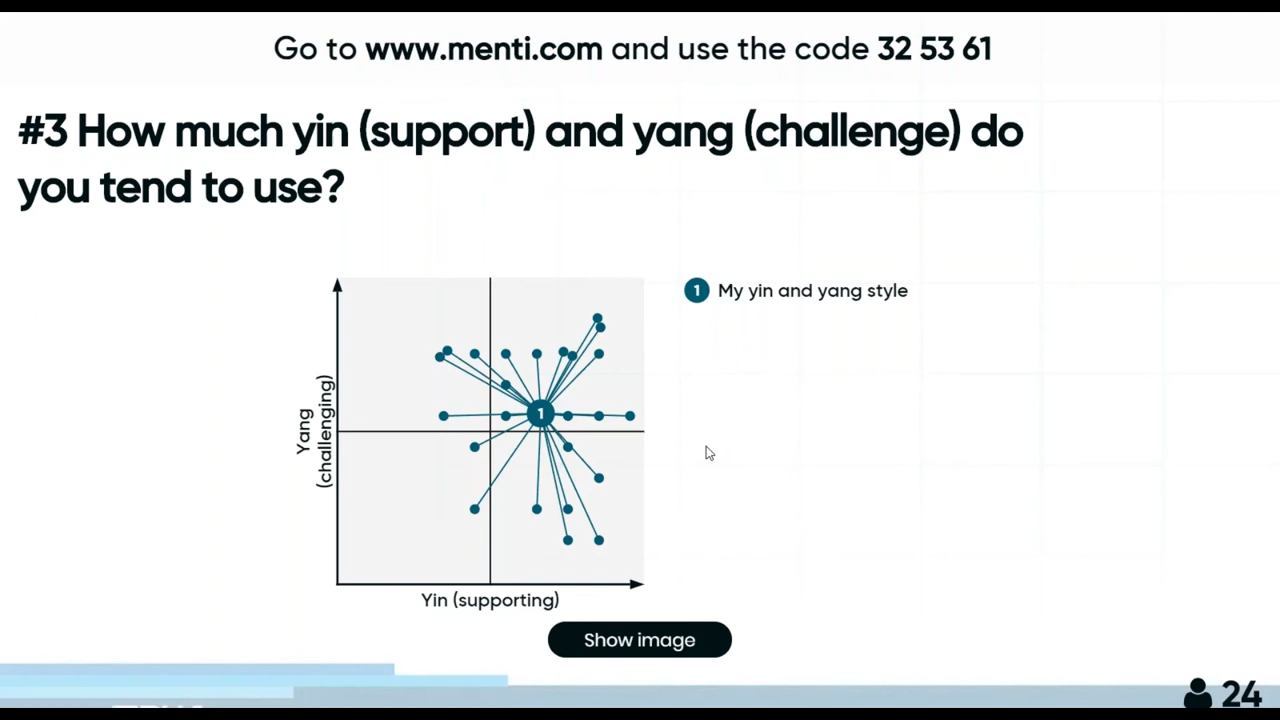 Go to www.menti.com and use the code 32 53 61
#3 How much yin (support) and yang (challenge) do
you tend to use?
1 My yin and yang style
Yang
(challenging)
1
Yin (supporting)
Show image
24